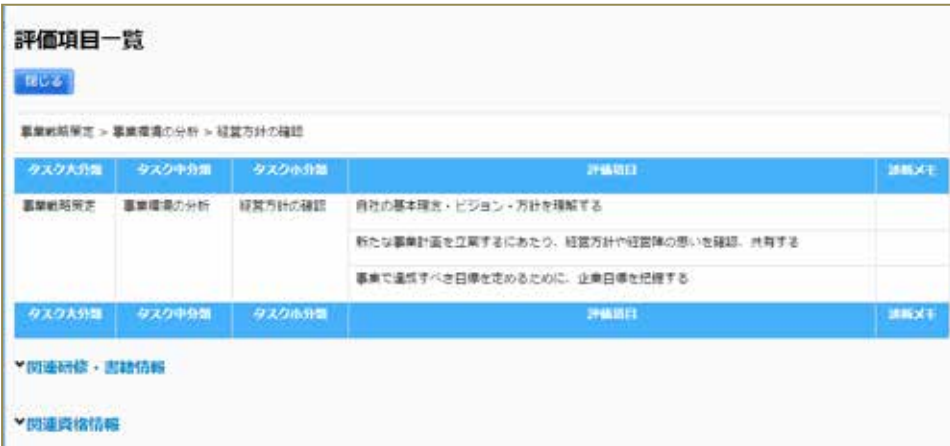 評価項目一覧
閉じる
事業戦略策定 > 事業環境の分析 > 経営方針の確認
タスク大分類 タスク中分類 タスク小分類 評価項目 診断メモ
事業戦略策定 事業環境の分析 経営方針の確認 自社の基本理念・ビジョン・方針を理解する
新たな事業計画を立案するにあたり、経営方針や経営陣の思いを確認、共有する
事業で達成すべき目標を定めるために、企業目標を把握する
タスク大分類 タスク中分類 タスク小分類 評価項目 診断メモ
関連研修・書籍情報
関連資格情報